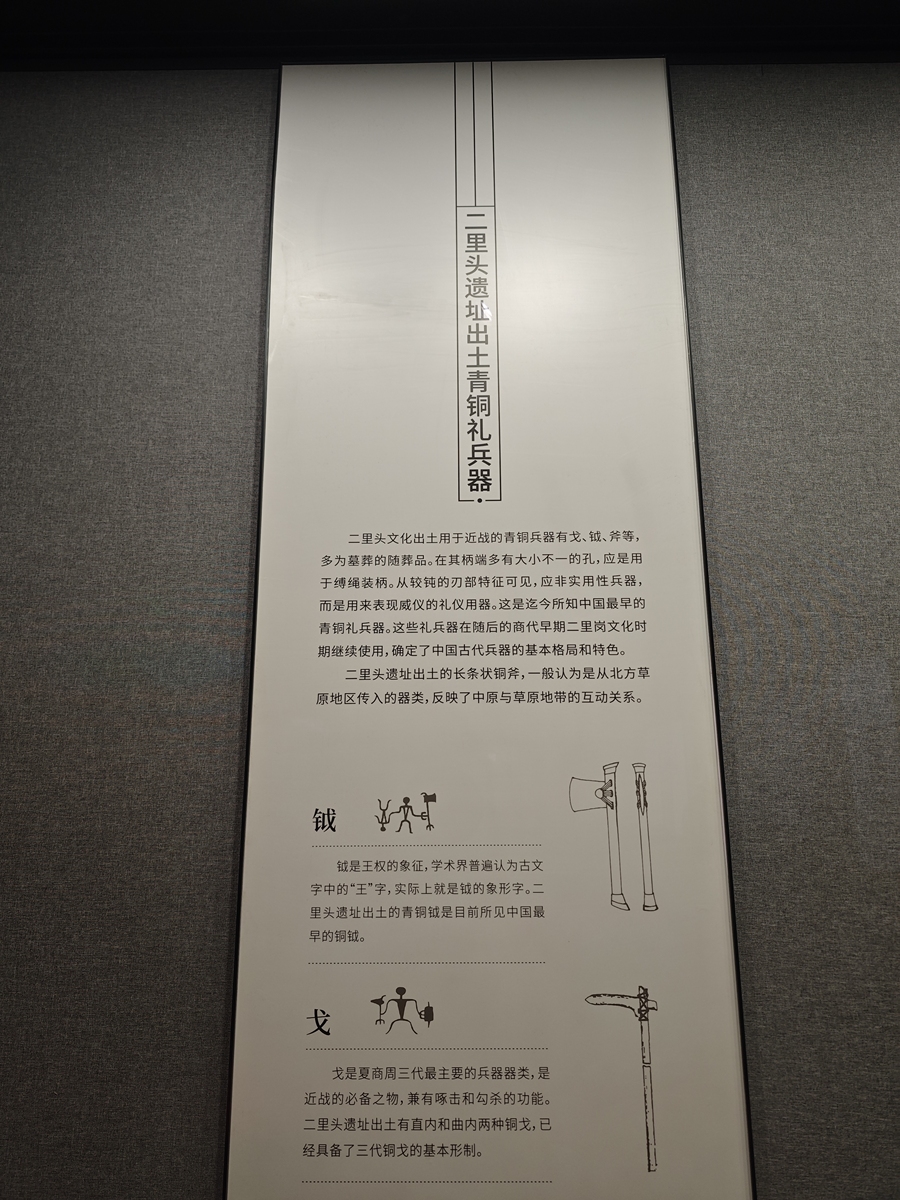 二里头遗址出土青铜礼兵器
二里头文化出土用于近战的青铜兵器有戈、钺、斧等，
多为墓葬的随葬品。在其柄端多有大小不一的孔，应是用
于缚绳装柄。从较钝的刃部特征可见，应非实用性兵器，
而是用来表现威仪的礼仪用器。这是迄今所知中国最早的
青铜礼兵器。这些礼兵器在随后的商代早期二里岗文化时
期继续使用，确定了中国古代兵器的基本格局和特色。
二里头遗址出土的长条状铜斧，一般认为是从北方草
原地区传入的器类，反映了中原与草原地带的互动关系。
钺
钺是王权的象征，学术界普遍认为古文
字中的“王”字，实际上就是钺的象形字。二
里头遗址出土的青铜钺是目前所见中国最
早的铜钺。
戈
戈是夏商周三代最主要的兵器器类，是
近战的必备之物，兼有啄击和勾杀的功能。
二里头遗址出土有直内和曲内两种铜戈，已
经具备了三代铜戈的基本形制。